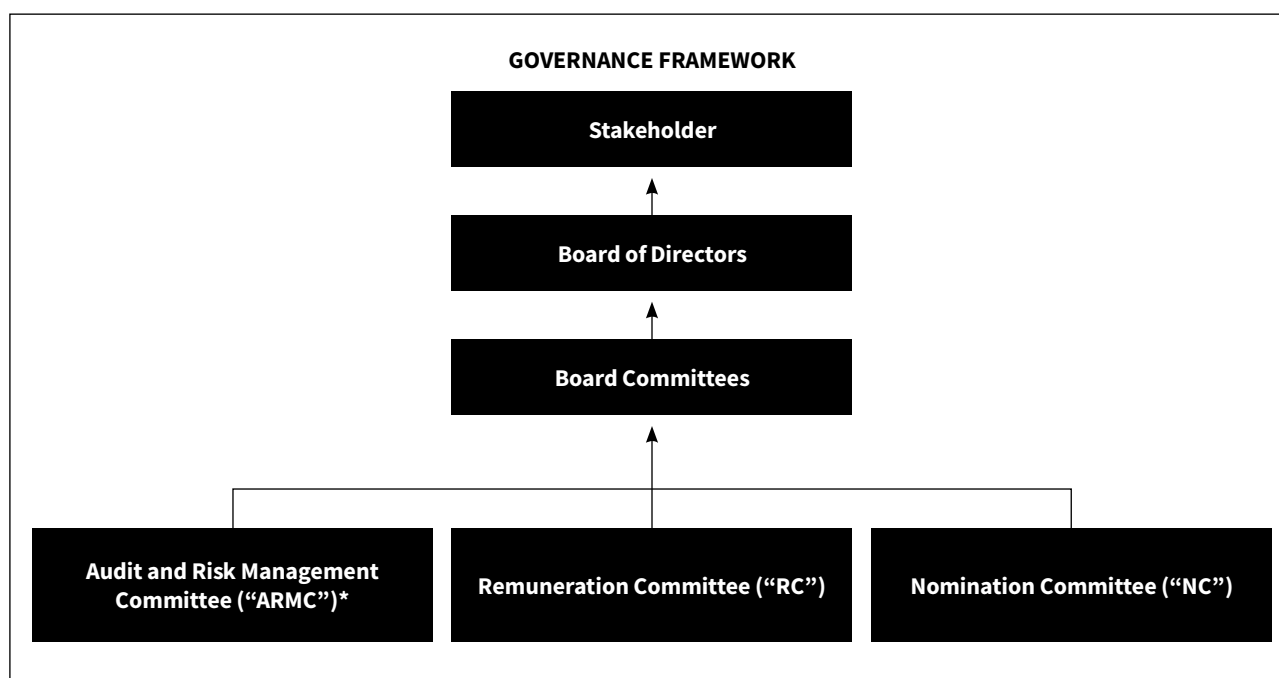 GOVERNANCE FRAMEWORK
Stakeholder
Board of Directors
Board Committees
Audit and Risk Management
Committee (“ARMC”)*
Remuneration Committee (“RC”)
Nomination Committee (“NC”)